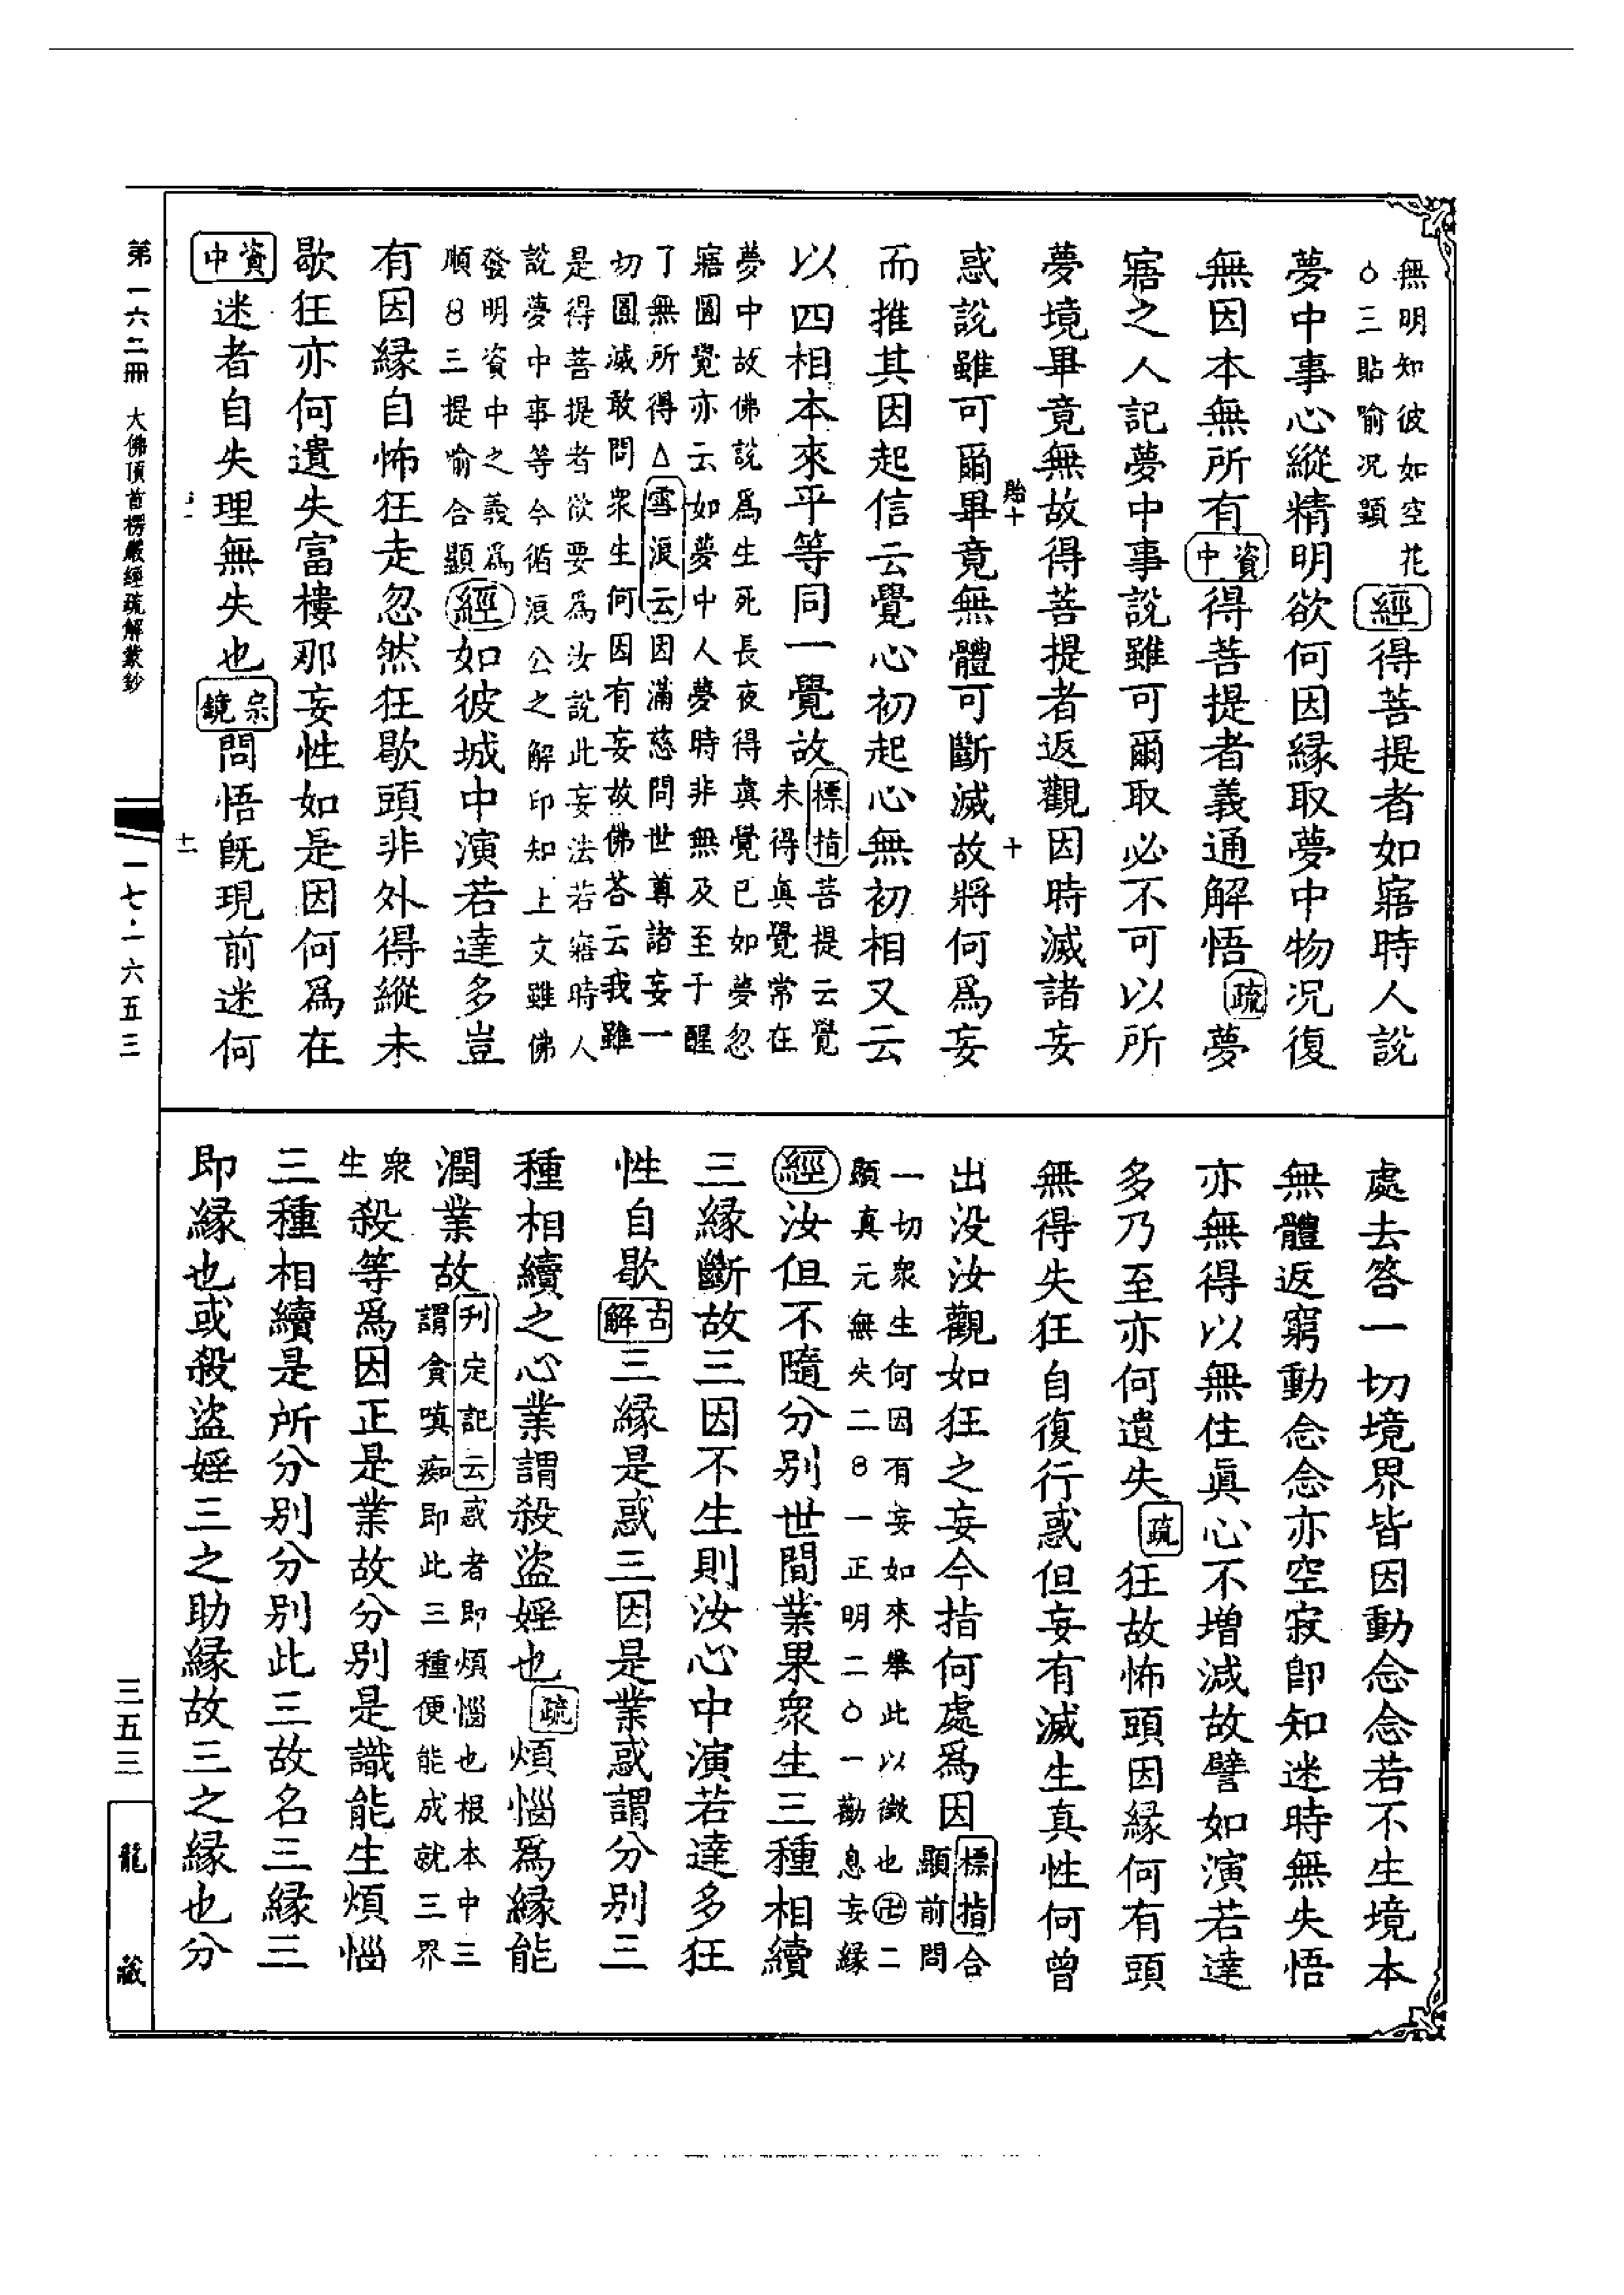 無明知彼如空花
○三貼喻況顯
經得菩提者如寤時人說
夢中事心縱精明欲何因緣取夢中物況復
無因本無所有資中得菩提者義通解悟疏夢
寤之人記夢中事說雖可爾取必不可以所
夢境畢竟無故得菩提者返觀因時滅諸妄
惑說雖可爾畢竟無體可斷滅故將何爲妄
而推其因起信云覺心初起心無初相又云
以四相本來平等同一覺故標指菩提云覺
未得眞覺常在
夢中故佛說爲生死長夜得眞覺已如夢忽
寤圓覺亦云如夢中人夢時非無及至于醒
了無所得△雪浪云因滿慈問世尊諸妄一
切圓滅敢問眾生何因有妄故佛答云我雖
是得菩提者欲要爲汝說此妄法若寤時人
說夢中事等今循浪公之解印知上文雖佛
發明資中之義爲
順8三提喻合顯
經如彼城中演若達多豈
有因緣自怖狂走忽然狂歇頭非外得縱未
歇狂亦何遺失富樓那妄性如是因何爲在
資中迷者自失理無失也宗鏡問悟旣現前迷何
處去答一切境界皆因動念念若不生境本
無體返窮動念念亦空寂卽知迷時無失悟
亦無得以無住眞心不增減故譬如演若達
多乃至亦何遺失疏狂故怖頭因緣何有頭
無得失狂自復行惑但妄有滅生真性何曾
出没汝觀如狂之妄今指何處爲因標指合
顯前問
一切眾生何因有妄如來舉此以徵也卍二
顯真元無失二8一正明二○一勸息妄緣
經汝但不隨分別世間業果眾生三種相續
三緣斷故三因不生則汝心中演若達多狂
性自歇古解三緣是惑三因是業惑謂分別三
種相續之心業謂殺盜婬也疏煩惱爲緣能
潤業故刋定記云惑者即煩惱也根本中三
謂貪嗔痴即此三種便能成就三界
眾生
殺等爲因正是業故分別是識能生煩惱
三種相續是所分別分別此三故名三緣三
即緣也或殺盜婬三之助緣故三之緣也分
貽十
十
十一
第一六二冊 大佛頂首楞嚴經疏解蒙鈔
一七·一六五三
三五三
龍藏